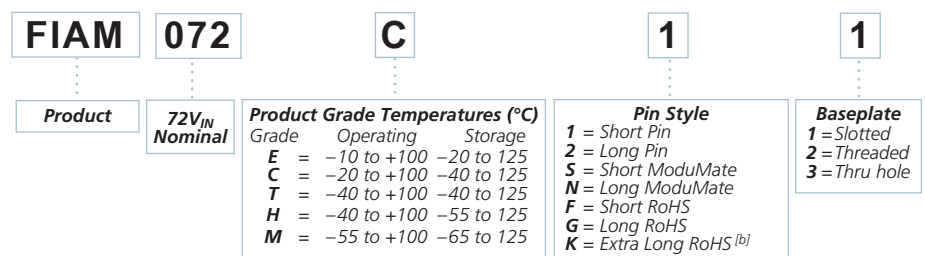 FIAM 072 C 1 1
Product
72V_IN
Nominal
Product Grade Temperatures (°C)
Grade Operating Storage
E = –10 to +100 –20 to 125
C = –20 to +100 –40 to 125
T = –40 to +100 –40 to 125
H = –40 to +100 –55 to 125
M = –55 to +100 –65 to 125
Pin Style
1 = Short Pin
2 = Long Pin
S = Short ModuMate
N = Long ModuMate
F = Short RoHS
G = Long RoHS
K = Extra Long RoHS [b]
Baseplate
1 = Slotted
2 = Threaded
3 = Thru hole